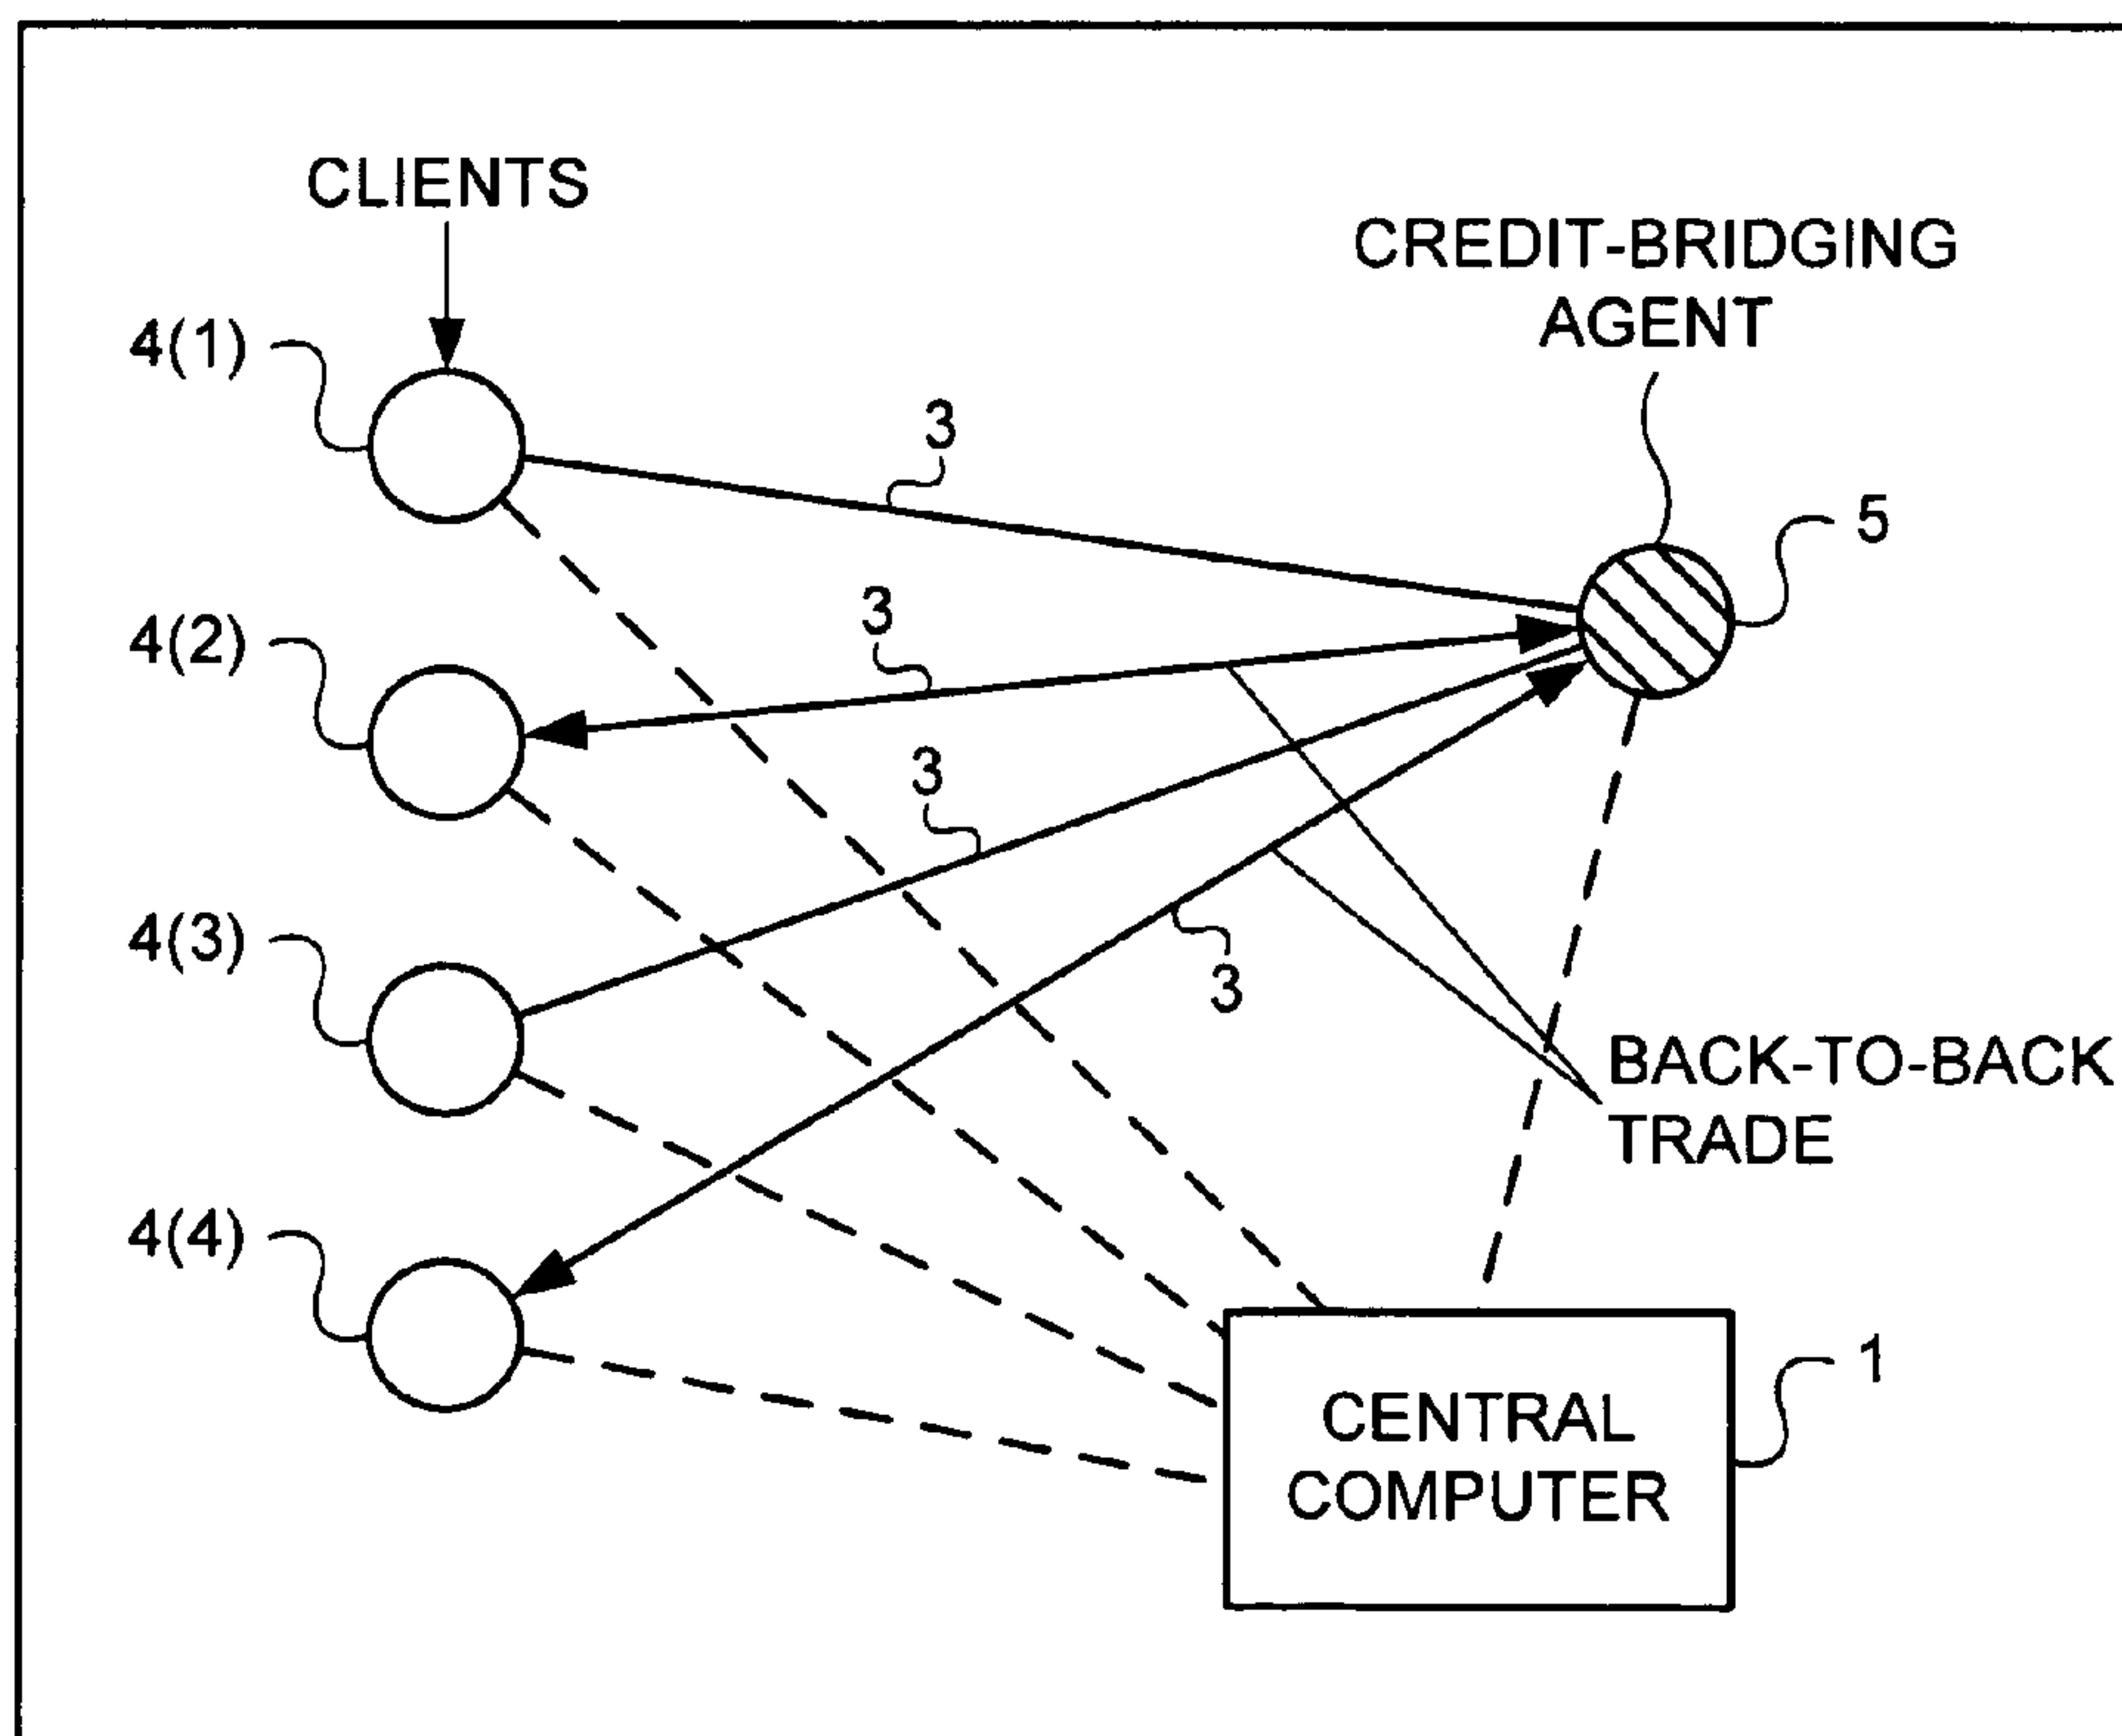 CLIENTS
CREDIT-BRIDGING
AGENT
4(1)
3
5
3
4(2)
3
4(3)
3
BACK-TO-BACK
TRADE
4(4)
1
CENTRAL
COMPUTER